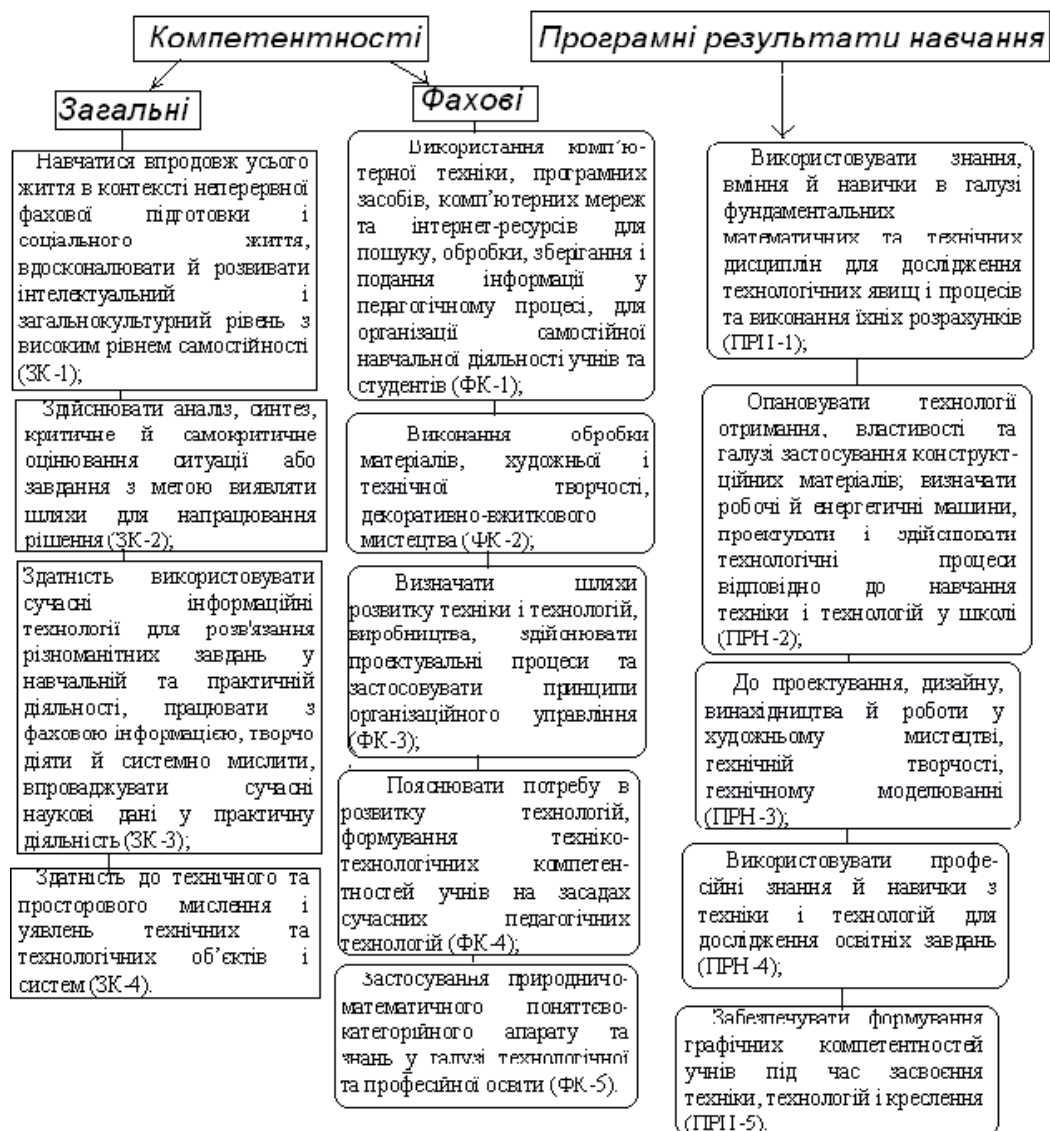 Компетентності
Програмні результати навчання
Загальні
Навчатися впродовж усього
життя в контексті неперервної
фахової підготовки і
соціального життя,
вдосконалювати й розвивати
інтелектуальний і
загальнокультурний рівень з
високим рівнем самостійності
(ЗК-1);
Здійснювати аналіз, синтез,
критичне й самокритичне
оцінювання ситуації або
завдання з метою виявляти
шляхи для напрацювання
рішення (ЗК-2);
Здатність використовувати
сучасні інформаційні
технології для розв'язання
різноманітних завдань у
навчальній та практичній
діяльності, працювати з
фаховою інформацією, творчо
діяти й системно мислити,
впроваджувати сучасні
наукові дані у практичну
діяльність (ЗК-3);
Здатність до технічного та
просторового мислення і
уявлень технічних та
технологічних об’єктів і
систем (ЗК-4).
Фахові
Використання комп’ю-
терної техніки, програмних
засобів, комп’ютерних мереж
та інтернет-ресурсів для
пошуку, обробки, зберігання і
подання інформації у
педагогічному процесі, для
організації самостійної
навчальної діяльності учнів та
студентів (ФК-1);
Виконання обробки
матеріалів, художньої і
технічної творчості,
декоративно-вжиткового
мистецтва (ФК-2);
Визначати шляхи
розвитку техніки і технологій,
виробництва, здійснювати
проектувальні процеси та
застосовувати принципи
організаційного управління
(ФК-3);
Пояснювати потребу в
розвитку технологій,
формування техніко-
технологічних компетен-
тностей учнів на засадах
сучасних педагогічних
технологій (ФК-4);
Застосування природничо-
математичного поняттєво-
категорійного апарату та
знань у галузі технологічної
та професійної освіти (ФК-5).
Використовувати знання,
вміння й навички в галузі
фундаментальних
математичних та технічних
дисциплін для дослідження
технологічних явищ і процесів
та виконання їхніх розрахунків
(ПРН-1);
Опановувати технології
отримання, властивості та
галузі застосування конструкт-
ційних матеріалів; визначати
робочі й енергетичні машини,
проектувати і здійснювати
технологічні процеси
відповідно до навчання
техніки і технологій у школі
(ПРН-2);
До проектування, дизайну,
винахідництва й роботи у
художньому мистецтві,
технічній творчості,
технічному моделюванні
(ПРН-3);
Використовувати профе-
сійні знання й навички з
техніки і технологій для
дослідження освітніх завдань
(ПРН-4);
Забезпечувати формування
графічних компетентностей
учнів під час засвоєння
техніки, технологій і креслення
(ПРН-5).